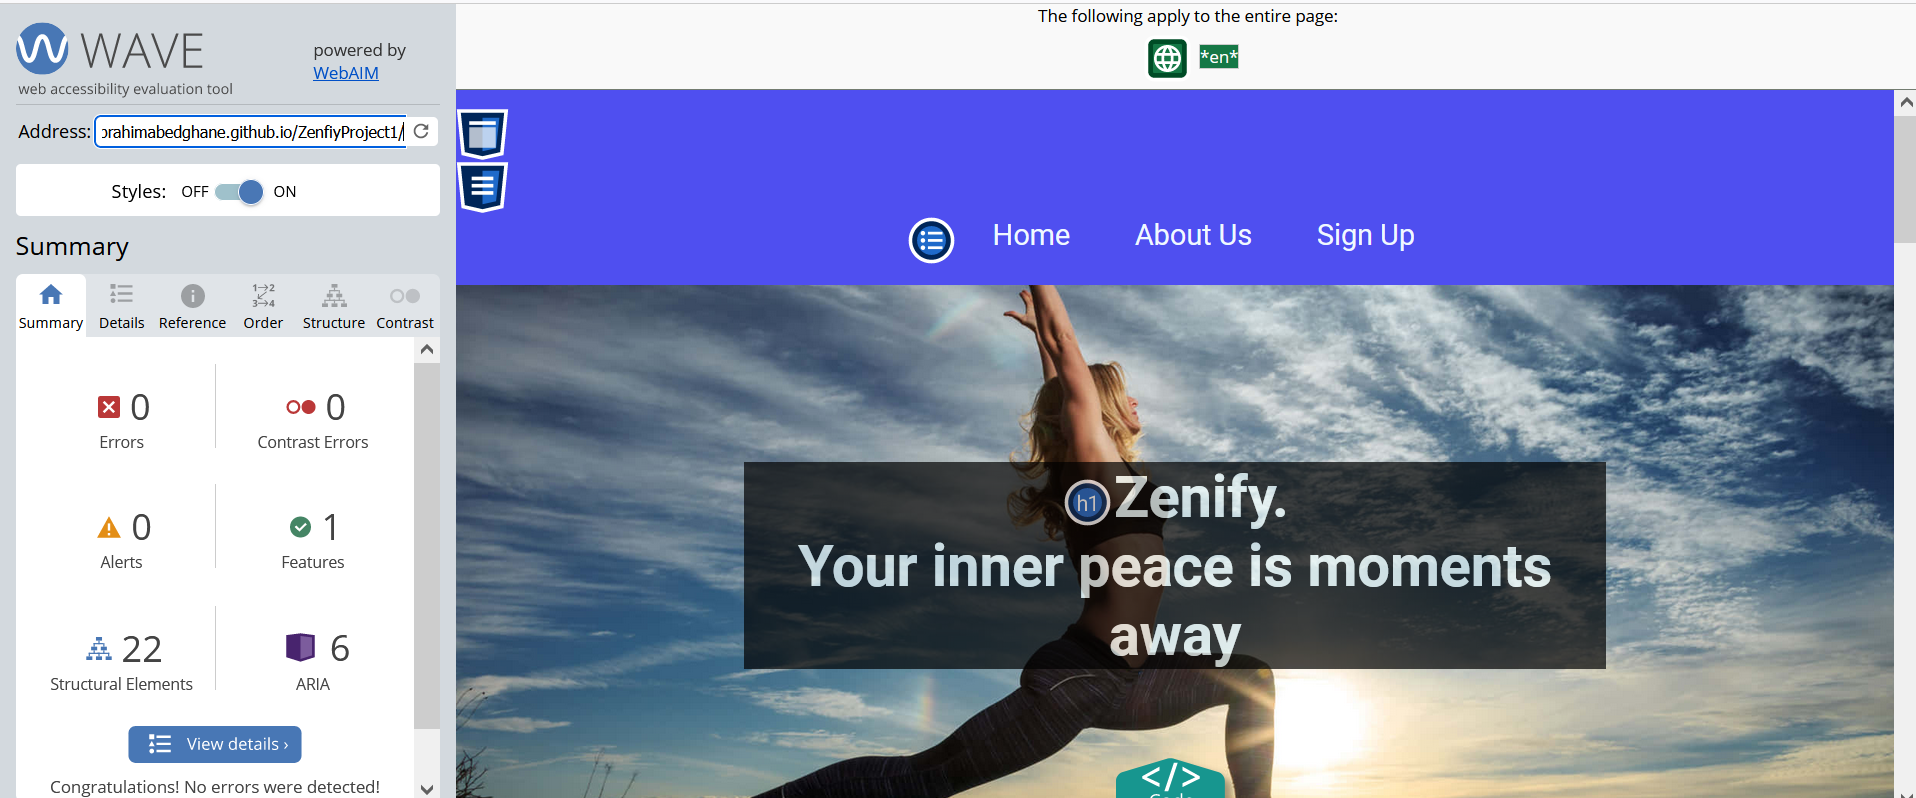 The following apply to the entire page:
*en*
WAVE
powered by
WebAIM
web accessibility evaluation tool
Address: orahimabedghane.github.io/ZenfiyProject1/
Styles: OFF ON
Summary
Summary Details Reference Order Structure Contrast
0
Errors
0
Contrast Errors
0
Alerts
1
Features
22
Structural Elements
6
ARIA
View details ›
Congratulations! No errors were detected!
Home About Us Sign Up
h1 Zenify.
Your inner peace is moments
away
</>